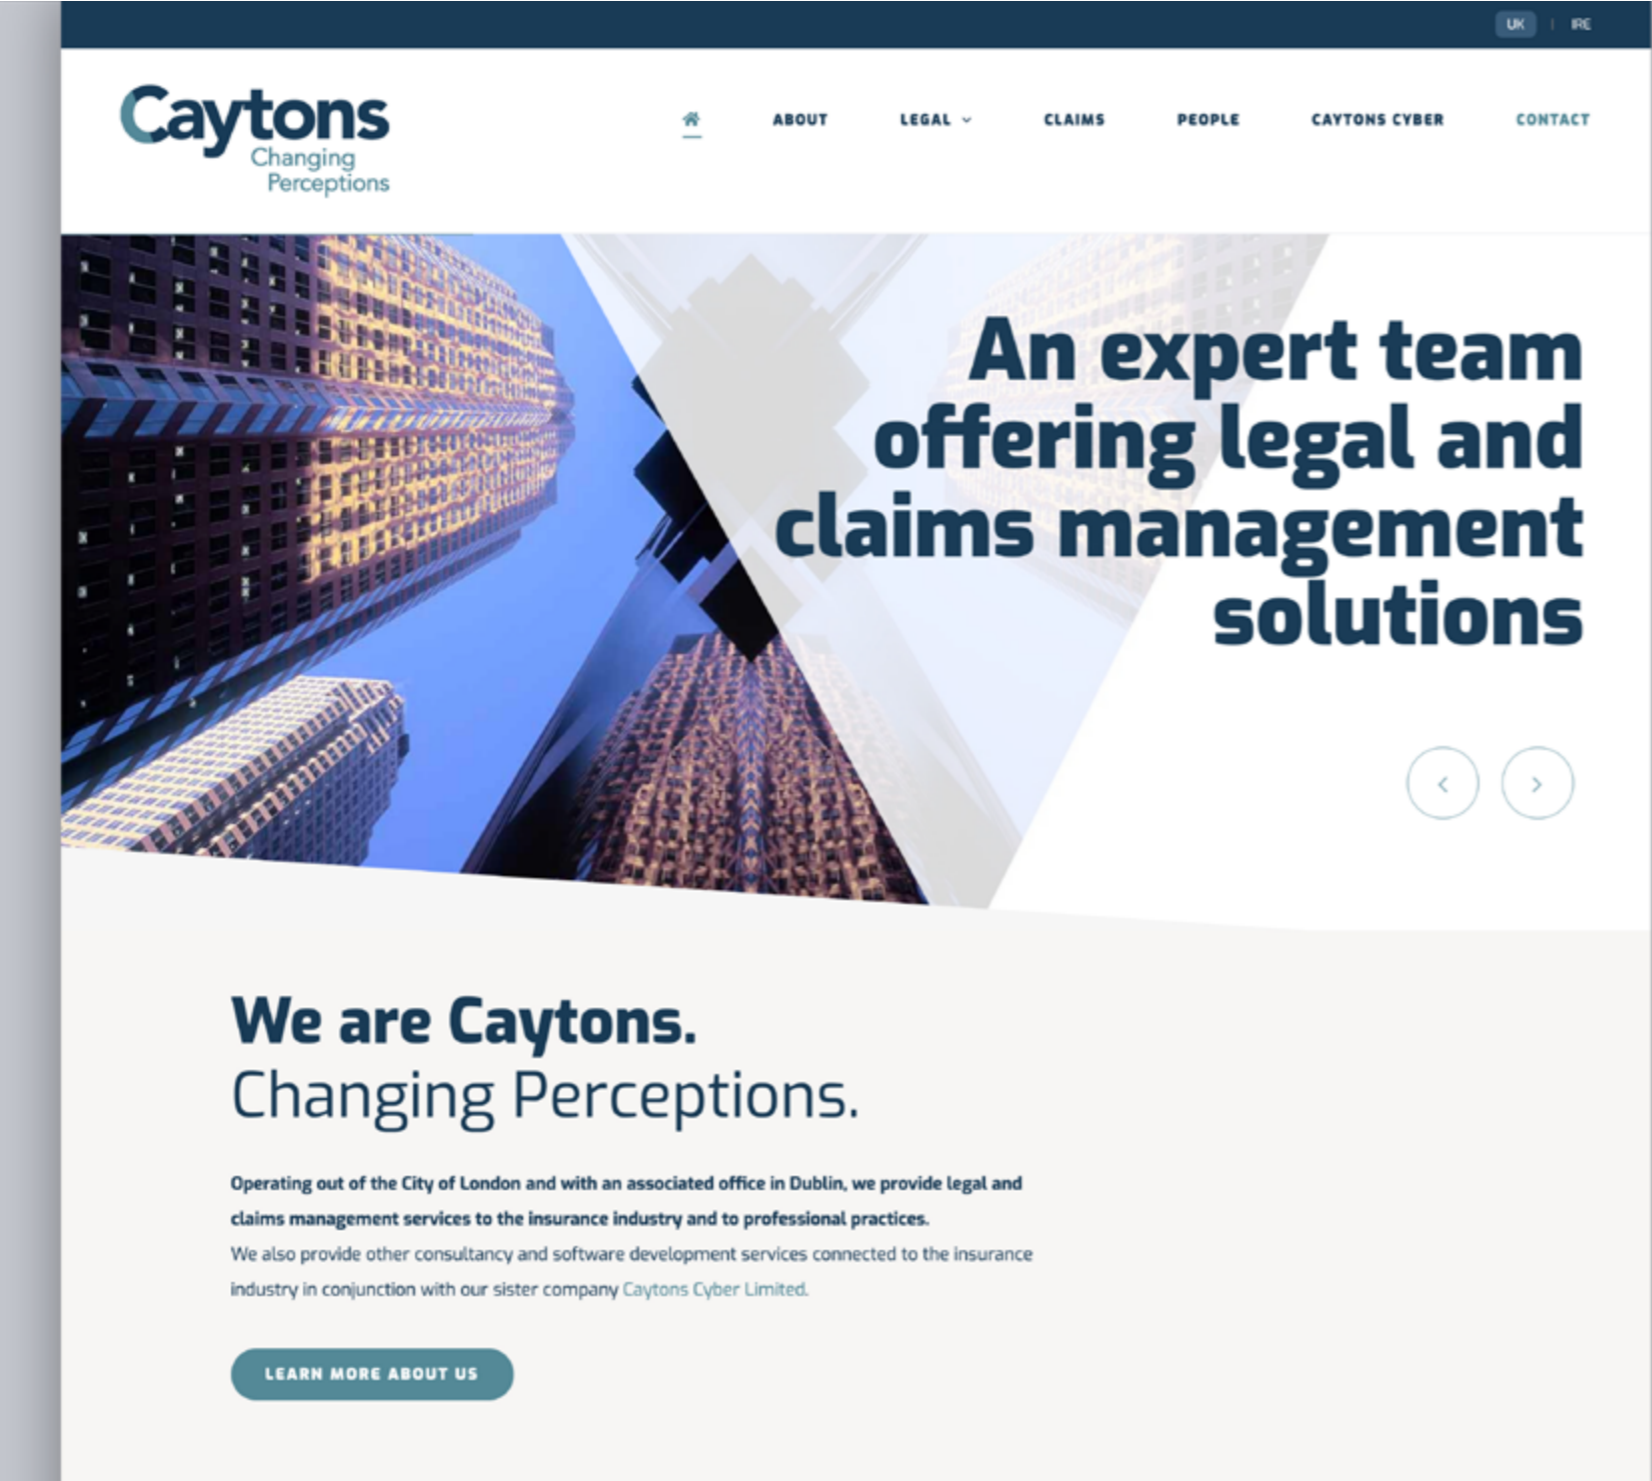 UK | IRE
Caytons
Changing
Perceptions
ABOUT LEGAL CLAIMS PEOPLE CAYTONS CYBER CONTACT
An expert team
offering legal and
claims management
solutions
We are Caytons.
Changing Perceptions.
Operating out of the City of London and with an associated office in Dublin, we provide legal and
claims management services to the insurance industry and to professional practices.
We also provide other consultancy and software development services connected to the insurance
industry in conjunction with our sister company Caytons Cyber Limited.
LEARN MORE ABOUT US